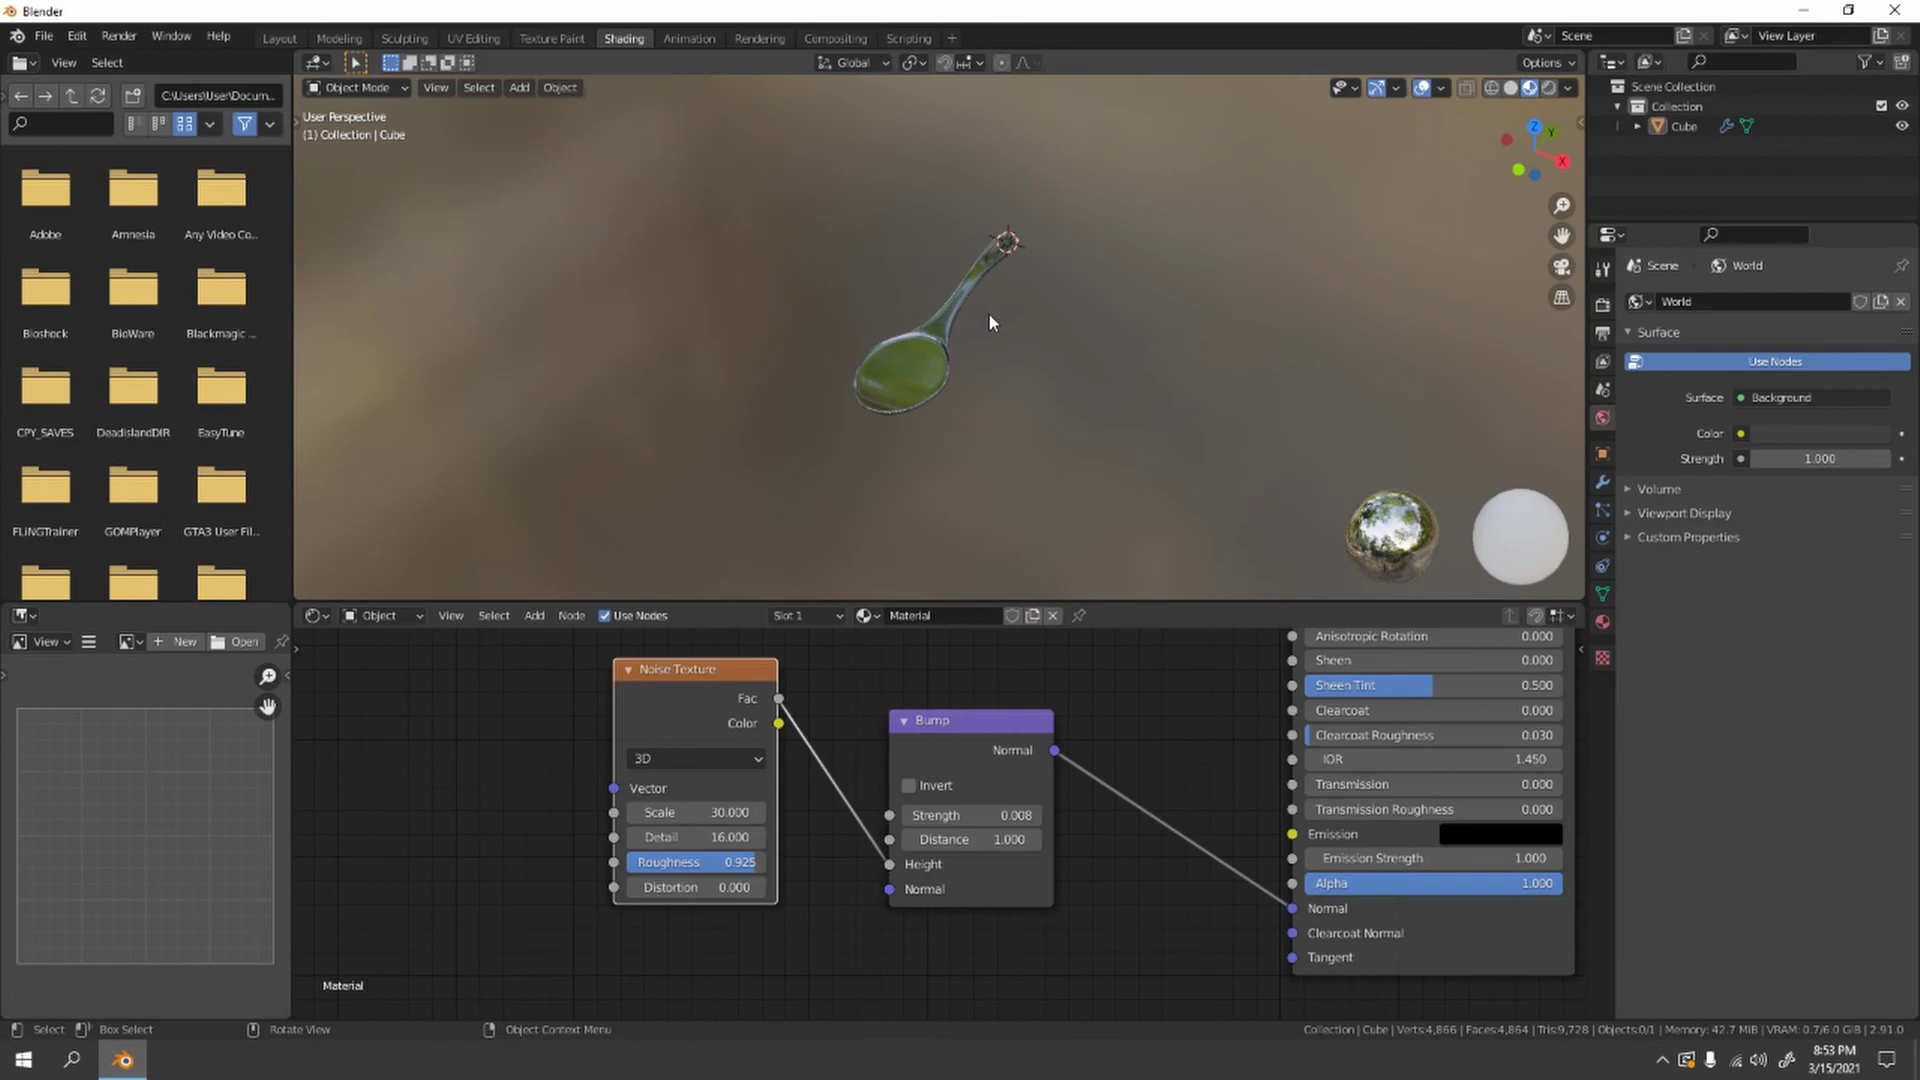 Blender
File Edit Render Window Help
Layout Modeling Sculpting UV Editing Texture Paint Shading Animation Rendering Compositing Scripting
Scene
View Layer
View Select
Global
Options
C:\Users\User\Docum...
Object Mode View Select Add Object
User Perspective
(1) Collection | Cube
Z Y X
Scene Collection
Collection
Cube
Adobe Amnesia Any Video Co...
Bioshock BioWare Blackmagic ...
CPY_SAVES DeadIslandDIR EasyTune
FLiNGTrainer GOMPlayer GTA3 User Fil...
Scene World
World
Surface
Use Nodes
Surface Background
Color
Strength 1.000
Volume
Viewport Display
Custom Properties
View New Open
Object View Select Add Node Use Nodes Slot 1 Material
Noise Texture
Fac
Color
3D
Vector
Scale 30.000
Detail 16.000
Roughness 0.925
Distortion 0.000
Bump
Normal
Invert
Strength 0.008
Distance 1.000
Height
Normal
Anisotropic Rotation 0.000
Sheen 0.000
Sheen Tint 0.500
Clearcoat 0.000
Clearcoat Roughness 0.030
IOR 1.450
Transmission 0.000
Transmission Roughness 0.000
Emission
Emission Strength 1.000
Alpha 1.000
Normal
Clearcoat Normal
Tangent
Material
Select Box Select Rotate View Object Context Menu
Collection | Cube | Verts:4,866 | Faces:4,864 | Tris:9,728 | Objects:0/1 | Memory: 42.7 MiB | VRAM: 0.7/6.0 GiB | 2.91.0
8:53 PM
3/15/2021